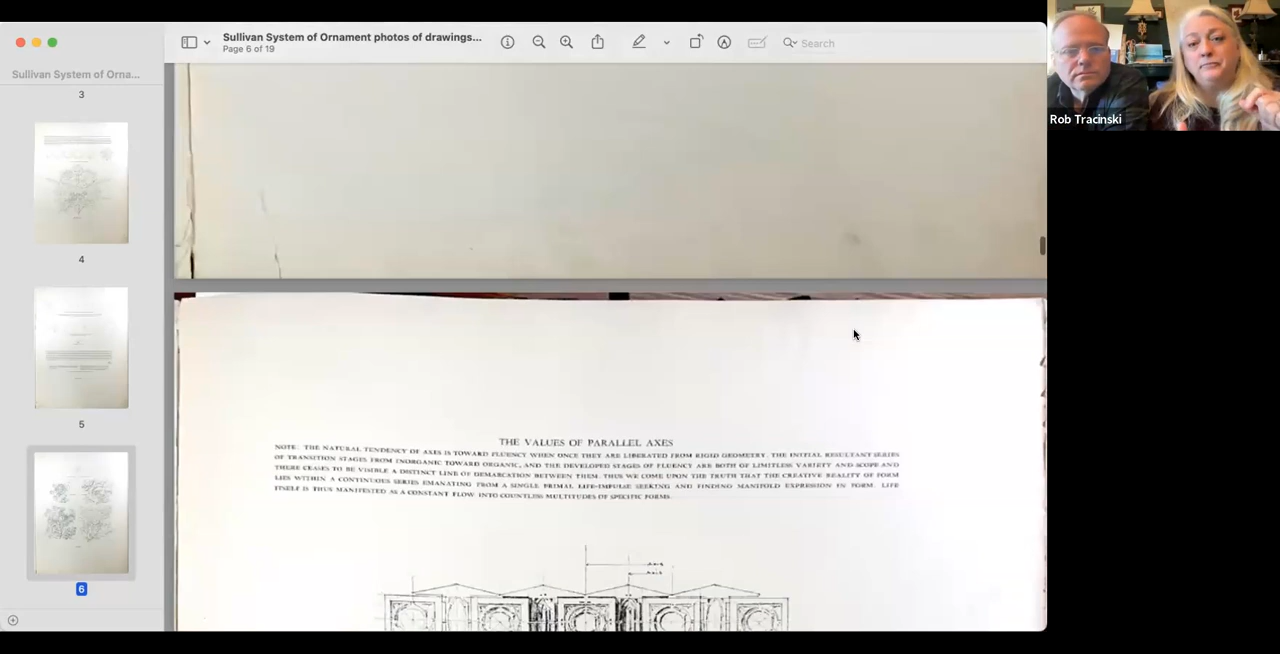 Sullivan System of Ornament photos of drawings...
Page 6 of 19
Search
Sullivan System of Orna...
3
4
5
6
Rob Tracinski
THE VALUES OF PARALLEL AXES
NOTE: THE NATURAL TENDENCY OF AXES IS TOWARD FLUENCY WHEN ONCE THEY ARE LIBERATED FROM RIGID GEOMETRY. THE INITIAL RESULTANT SERIES
OF TRANSITION STAGES FROM INORGANIC TOWARD ORGANIC, AND THE DEVELOPED STAGES OF FLUENCY ARE BOTH OF LIMITLESS VARIETY AND SCOPE AND
THERE CEASES TO BE VISIBLE A DISTINCT LINE OF DEMARCATION BETWEEN THEM. THUS WE COME UPON THE TRUTH THAT THE CREATIVE REALITY OF FORM
LIES WITHIN A CONTINUOUS SERIES EMANATING FROM A SINGLE PRIMAL LIFE-IMPULSE SEEKING AND FINDING MANIFOLD EXPRESSION IN FORM. LIFE
ITSELF IS THUS MANIFESTED AS A CONSTANT FLOW INTO COUNTLESS MULTITUDES OF SPECIFIC FORMS.